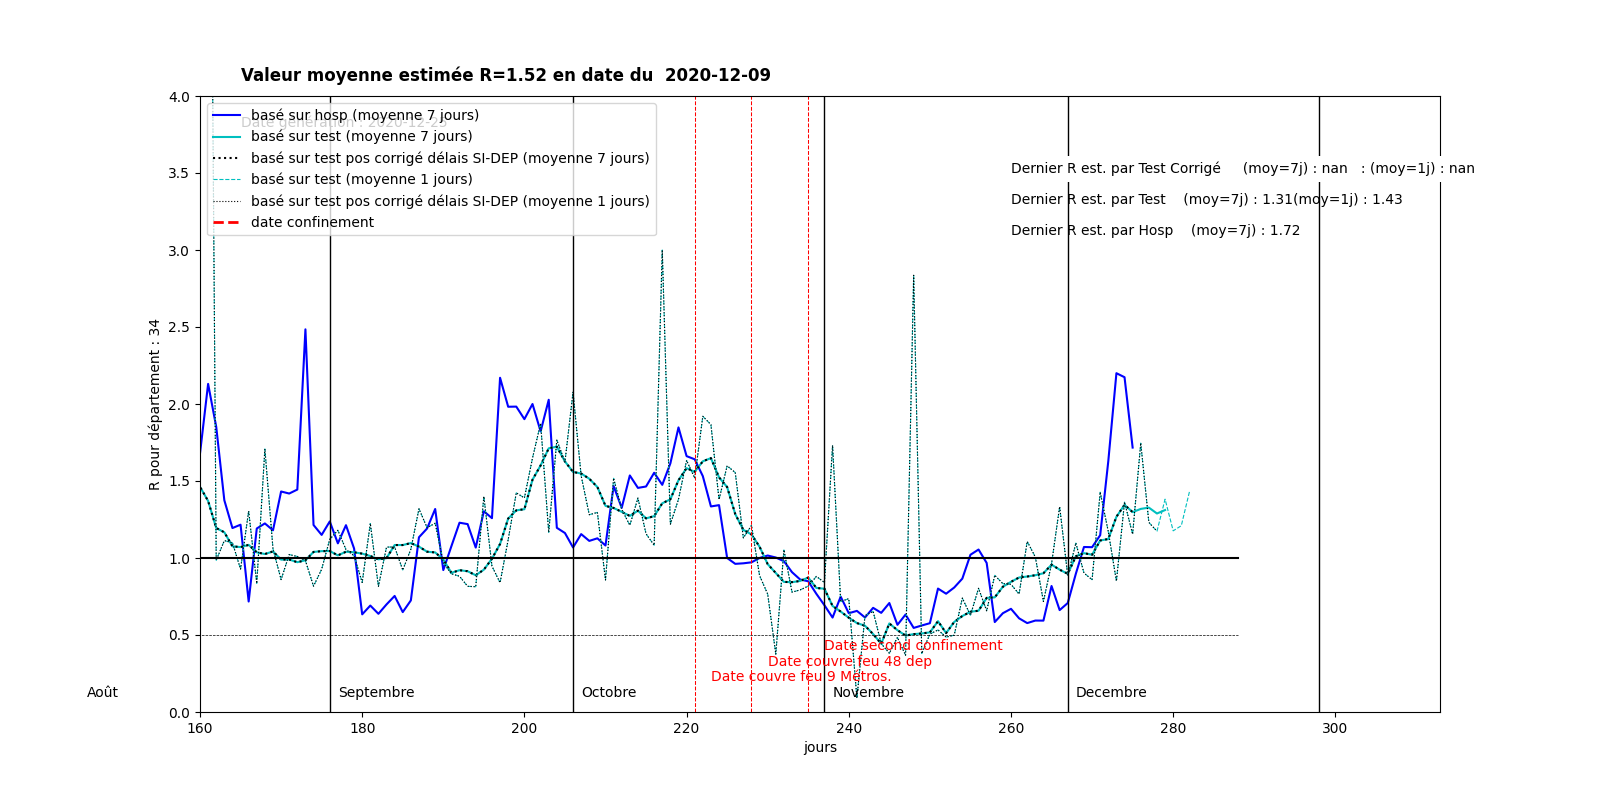 Valeur moyenne estimée R=1.52 en date du  2020-12-09
basé sur hosp (moyenne 7 jours)
basé sur test (moyenne 7 jours)
basé sur test pos corrigé délais SI-DEP (moyenne 7 jours)
basé sur test (moyenne 1 jours)
basé sur test pos corrigé délais SI-DEP (moyenne 1 jours)
date confinement
Dernier R est. par Test Corrigé     (moy=7j) : nan   : (moy=1j) : nan
Dernier R est. par Test    (moy=7j) : 1.31(moy=1j) : 1.43
Dernier R est. par Hosp    (moy=7j) : 1.72
4.0
3.5
3.0
2.5
2.0
1.5
1.0
0.5
0.0
R pour département : 34
Date second confinement
Date couvre feu 48 dep
Date couvre feu 9 Métros.
Août
Septembre
Octobre
Novembre
Decembre
160
180
200
220
240
260
280
300
jours